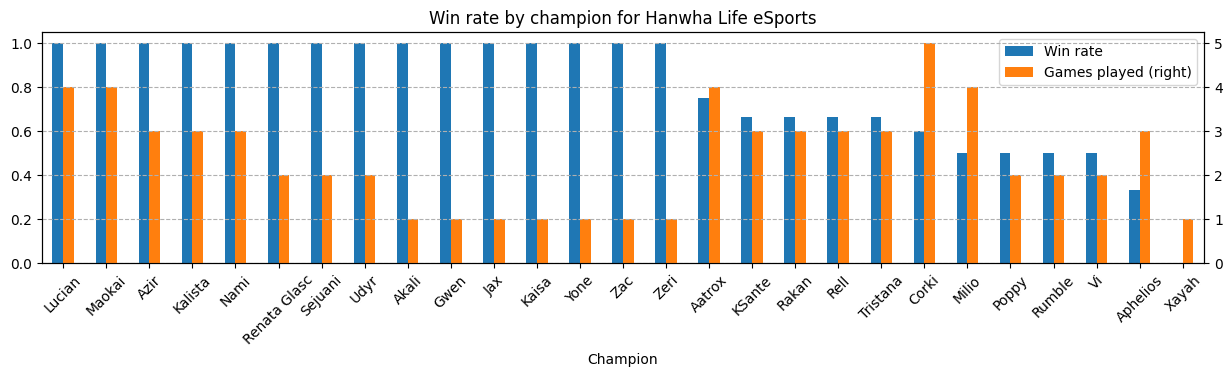 Win rate by champion for Hanwha Life eSports
1.0
0.8
0.6
0.4
0.2
0.0
5
4
3
2
1
0
Win rate
Games played (right)
Lucian
Maokai
Azir
Kalista
Nami
Renata Glasc
Sejuani
Udyr
Akali
Gwen
Jax
Kaisa
Yone
Zac
Zeri
Aatrox
KSante
Rakan
Rell
Tristana
Corki
Milio
Poppy
Rumble
Vi
Aphelios
Xayah
Champion